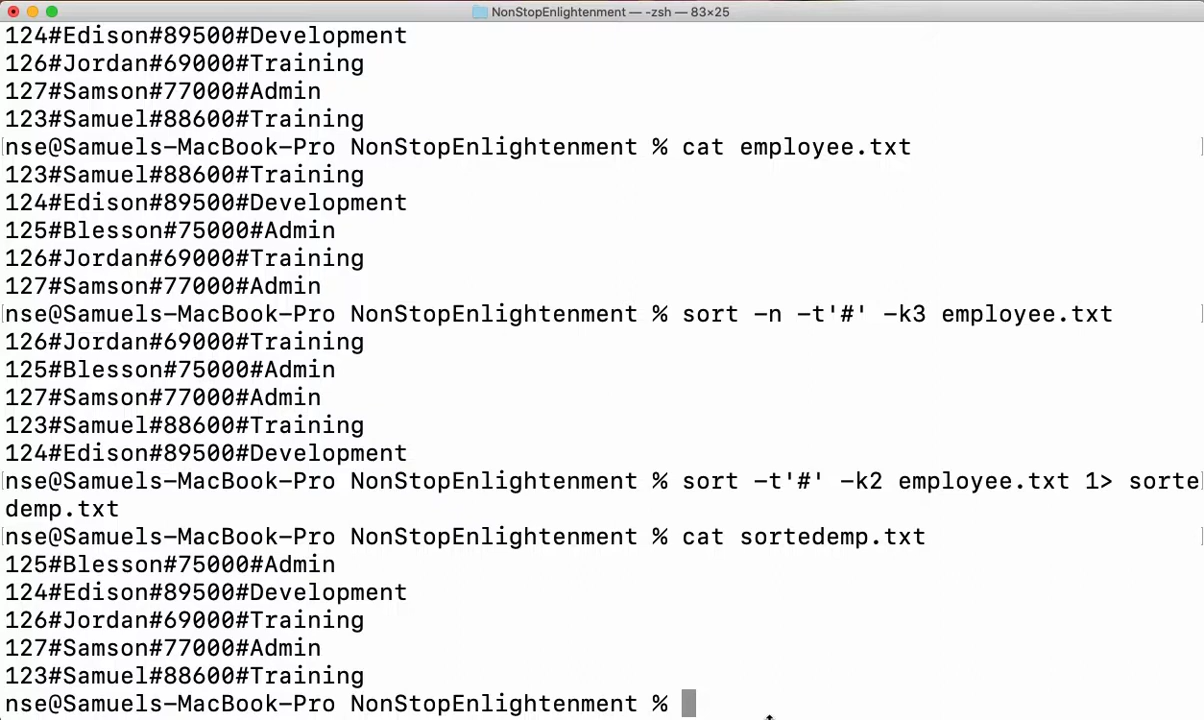 NonStopEnlightenment — -zsh — 83×25
124#Edison#89500#Development
126#Jordan#69000#Training
127#Samson#77000#Admin
123#Samuel#88600#Training
nse@Samuels-MacBook-Pro NonStopEnlightenment % cat employee.txt
123#Samuel#88600#Training
124#Edison#89500#Development
125#Blesson#75000#Admin
126#Jordan#69000#Training
127#Samson#77000#Admin
nse@Samuels-MacBook-Pro NonStopEnlightenment % sort -n -t'#' -k3 employee.txt
126#Jordan#69000#Training
125#Blesson#75000#Admin
127#Samson#77000#Admin
123#Samuel#88600#Training
124#Edison#89500#Development
nse@Samuels-MacBook-Pro NonStopEnlightenment % sort -t'#' -k2 employee.txt 1> sorte
demp.txt
nse@Samuels-MacBook-Pro NonStopEnlightenment % cat sortedemp.txt
125#Blesson#75000#Admin
124#Edison#89500#Development
126#Jordan#69000#Training
127#Samson#77000#Admin
123#Samuel#88600#Training
nse@Samuels-MacBook-Pro NonStopEnlightenment %